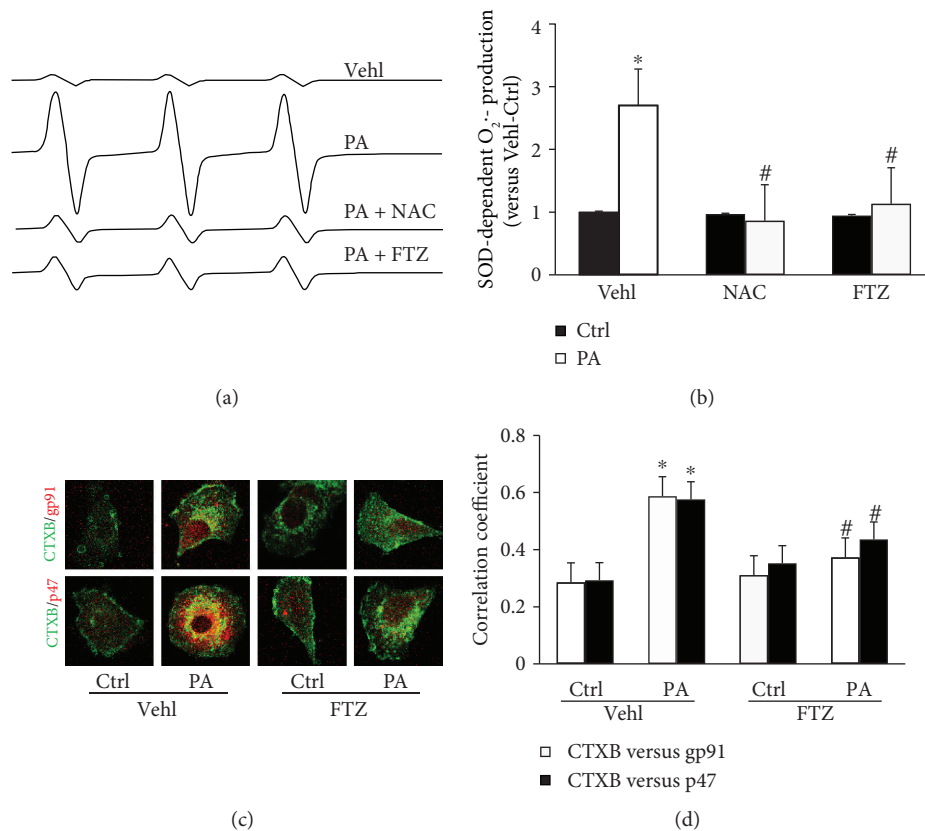 Vehl
PA
PA + NAC
PA + FTZ
(a)
SOD-dependent O2·- production
(versus Vehl-Ctrl)
4
3
2
1
0
*
#
#
Vehl
NAC
FTZ
Ctrl
PA
(b)
CTXB/gp91
CTXB/p47
Ctrl
PA
Ctrl
PA
Vehl
FTZ
(c)
Correlation coefficient
0.8
0.6
0.4
0.2
0
*
*
#
#
Ctrl
PA
Ctrl
PA
Vehl
FTZ
CTXB versus gp91
CTXB versus p47
(d)